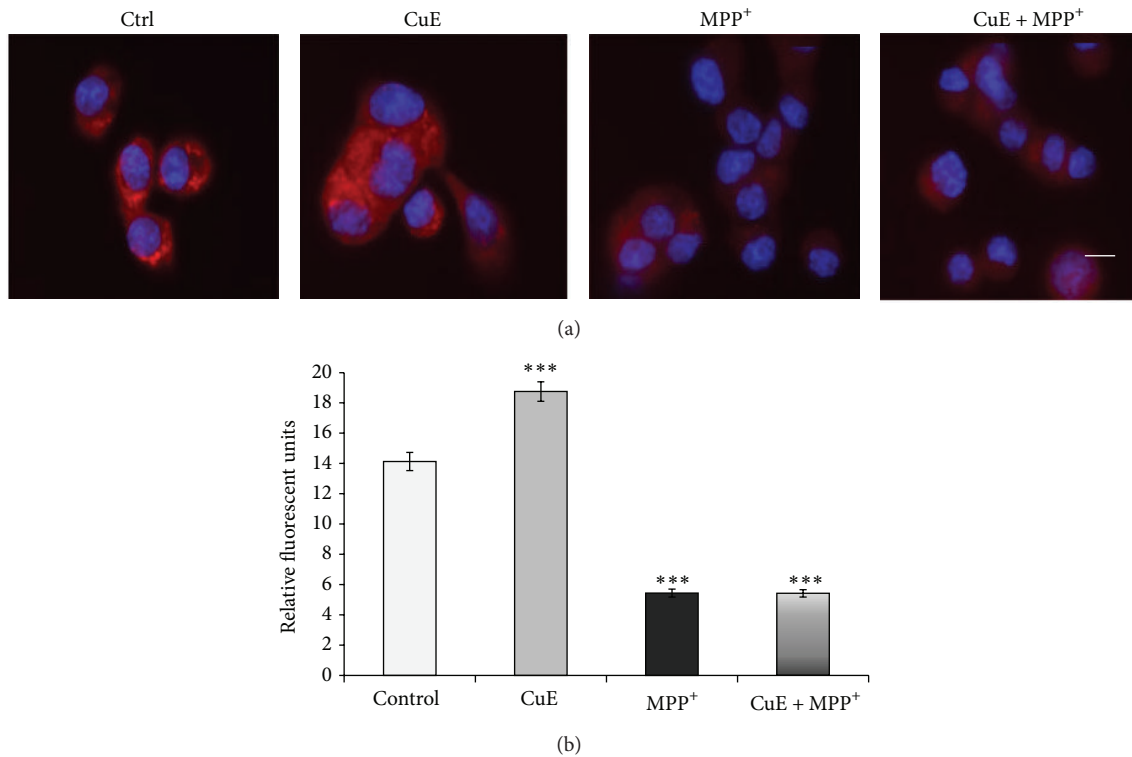 Ctrl CuE MPP+ CuE + MPP+
(a)
Relative fluorescent units
20
18
16
14
12
10
8
6
4
2
0
***
***
***
Control CuE MPP+ CuE + MPP+
(b)